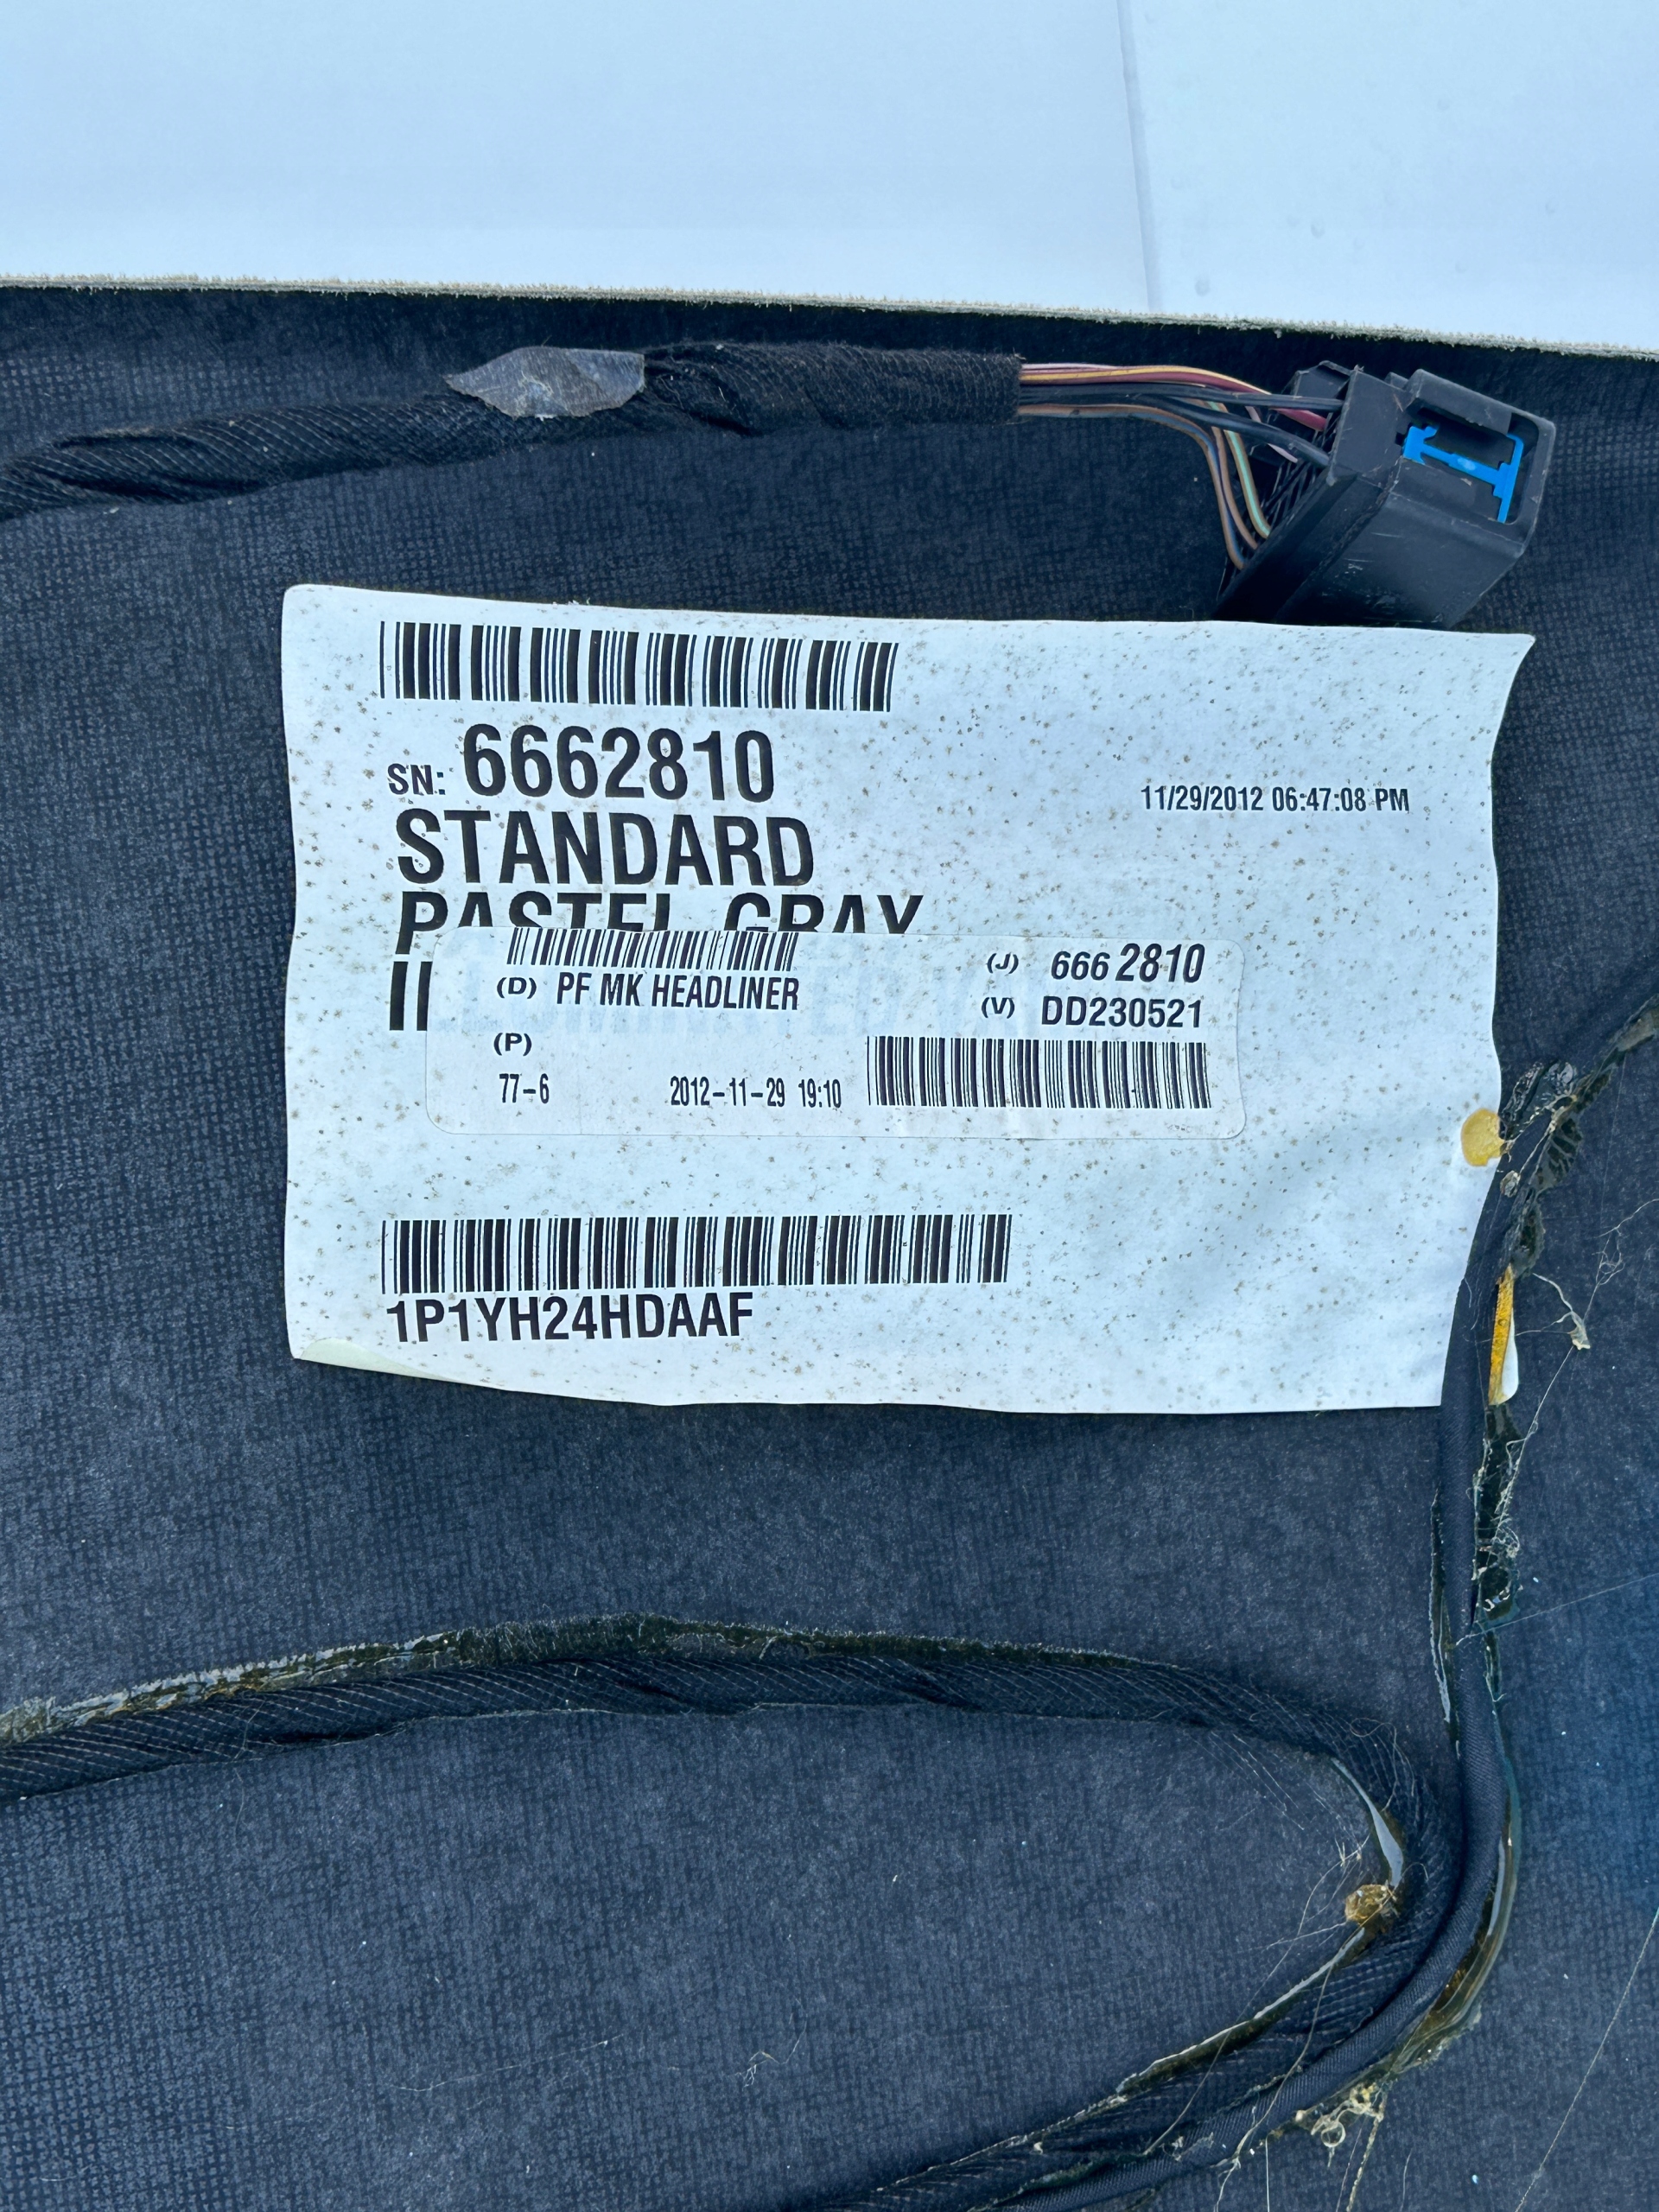 SN: 6662810
11/29/2012 06:47:08 PM
STANDARD
PASTEL GRAY
(D) PF MK HEADLINER
(J) 666 2810
(V) DD230521
(P)
77-6
2012-11-29 19:10
1P1YH24HDAAF